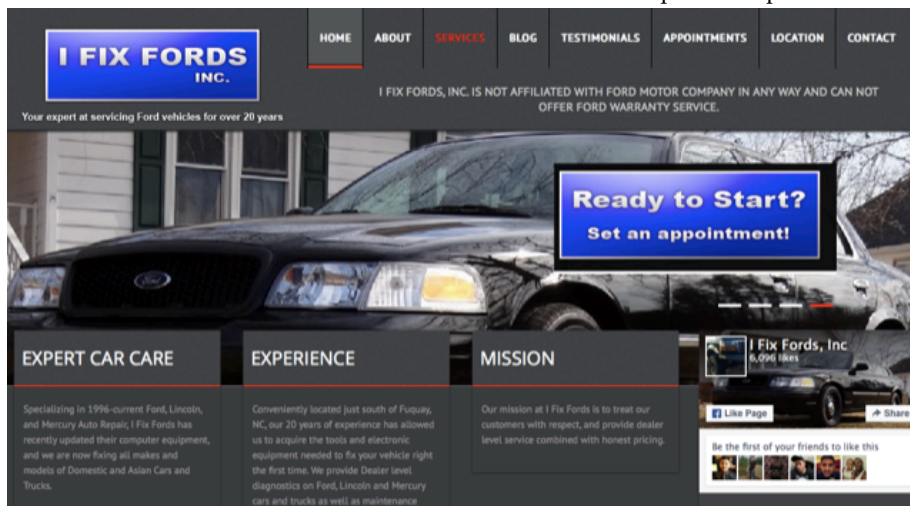 I FIX FORDS
INC.
Your expert at servicing Ford vehicles for over 20 years
HOME ABOUT SERVICES BLOG TESTIMONIALS APPOINTMENTS LOCATION CONTACT
I FIX FORDS, INC. IS NOT AFFILIATED WITH FORD MOTOR COMPANY IN ANY WAY AND CAN NOT
OFFER FORD WARRANTY SERVICE.
Ready to Start?
Set an appointment!
Ford
EXPERT CAR CARE
Specializing in 1996-current Ford, Lincoln,
and Mercury Auto Repair, I Fix Fords has
recently updated their computer equipment,
and we are now fixing all makes and
models of Domestic and Asian Cars and
Trucks.
EXPERIENCE
Conveniently located just south of Fuquay,
NC, our 20 years of experience has allowed
us to acquire the tools and electronic
equipment needed to fix your vehicle right
the first time. We provide Dealer level
diagnostics on Ford, Lincoln and Mercury
cars and trucks as well as maintenance
MISSION
Our mission at I Fix Fords is to treat our
customers with respect, and provide dealer
level service combined with honest pricing.
I Fix Fords, Inc
6,096 likes
Like Page
Share
Be the first of your friends to like this